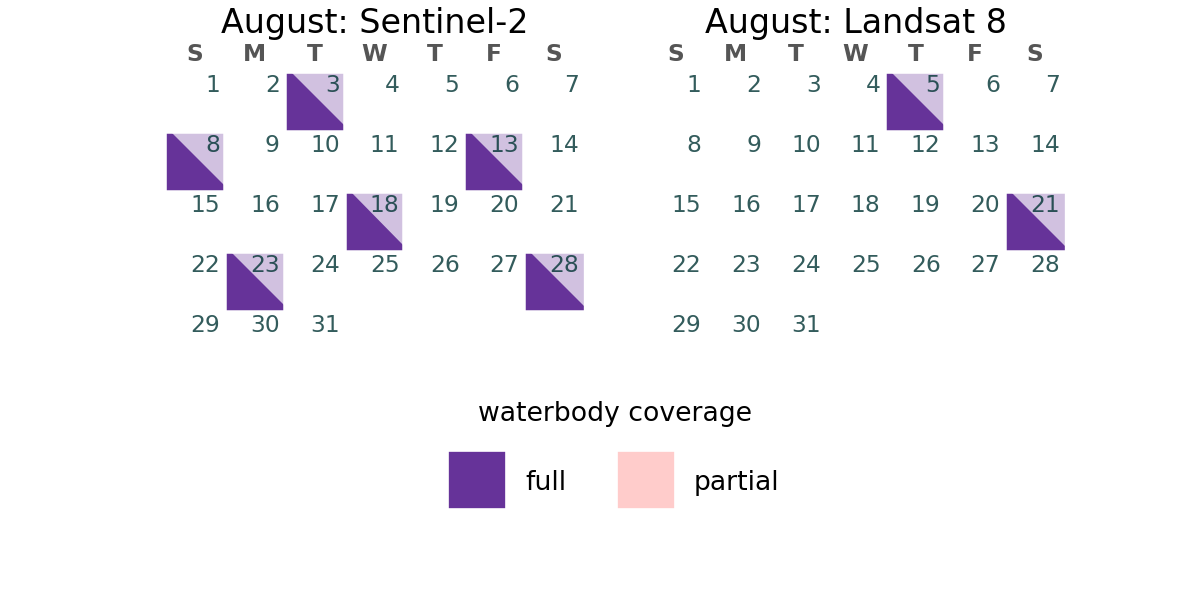 August: Sentinel-2
S M T W T F S
1 2 3 4 5 6 7
8 9 10 11 12 13 14
15 16 17 18 19 20 21
22 23 24 25 26 27 28
29 30 31
August: Landsat 8
S M T W T F S
1 2 3 4 5 6 7
8 9 10 11 12 13 14
15 16 17 18 19 20 21
22 23 24 25 26 27 28
29 30 31
waterbody coverage
full
partial